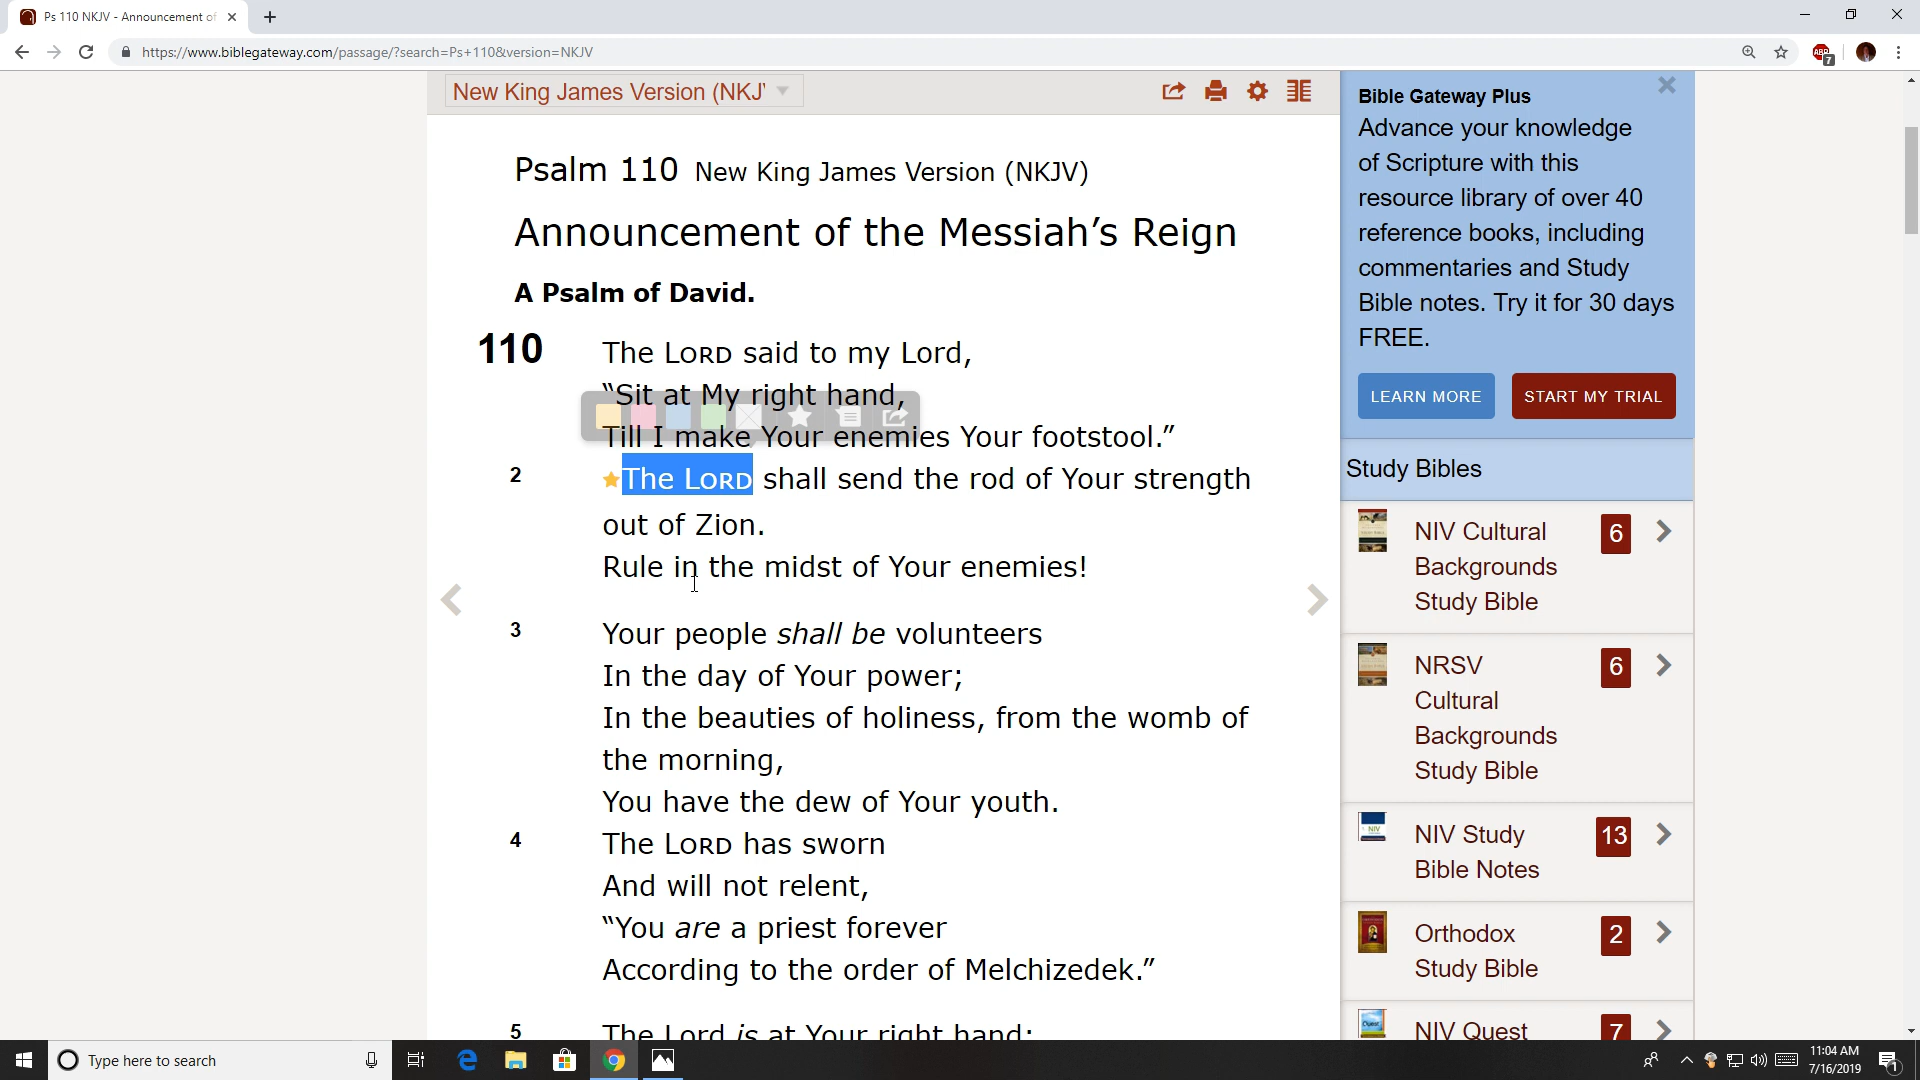 Ps 110 NKJV - Announcement of
https://www.biblegateway.com/passage/?search=Ps+110&version=NKJV
ABP
7
New King James Version (NKJV
Psalm 110 New King James Version (NKJV)
Announcement of the Messiah’s Reign
A Psalm of David.
110 The LORD said to my Lord,
“Sit at My right hand,
Till I make Your enemies Your footstool.”
2 The LORD shall send the rod of Your strength
out of Zion.
Rule in the midst of Your enemies!
3 Your people shall be volunteers
In the day of Your power;
In the beauties of holiness, from the womb of
the morning,
You have the dew of Your youth.
4 The LORD has sworn
And will not relent,
“You are a priest forever
According to the order of Melchizedek.”
5 The Lord is at Your right hand;
Bible Gateway Plus
Advance your knowledge
of Scripture with this
resource library of over 40
reference books, including
commentaries and Study
Bible notes. Try it for 30 days
FREE.
LEARN MORE
START MY TRIAL
Study Bibles
NIV Cultural
Backgrounds
Study Bible
6
NRSV
Cultural
Backgrounds
Study Bible
6
NIV Study
Bible Notes
13
Orthodox
Study Bible
2
NIV Quest
7
Type here to search
11:04 AM
7/16/2019
1